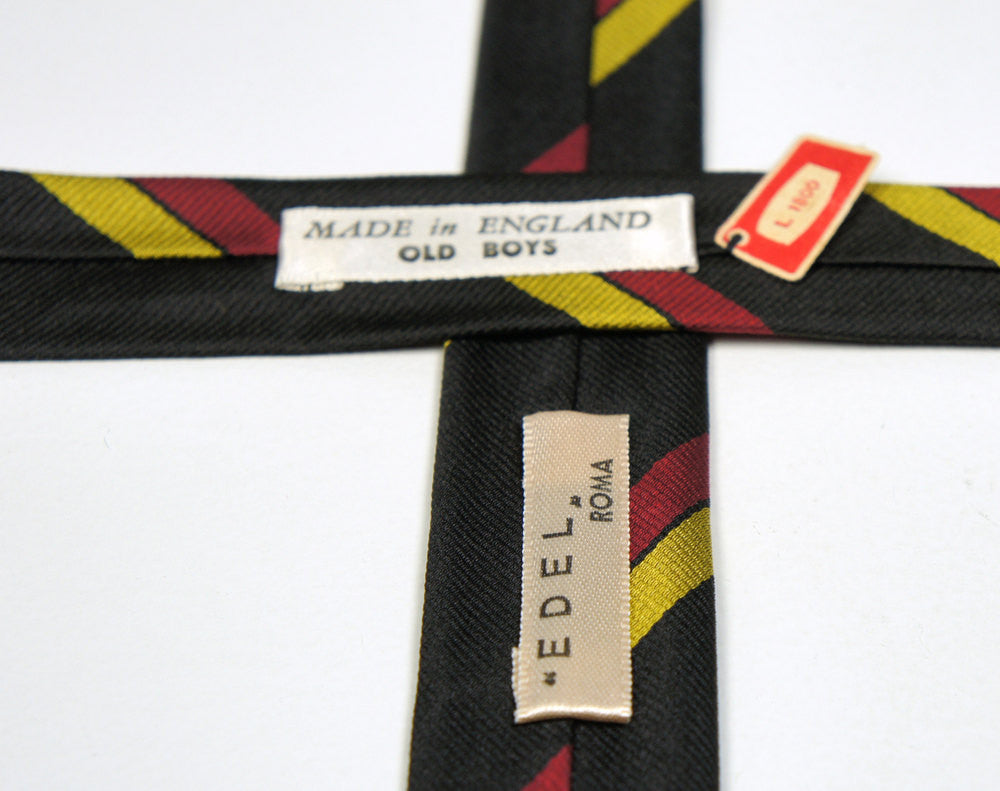 MADE in ENGLAND
OLD BOYS
L 1800
"EDEL"
ROMA